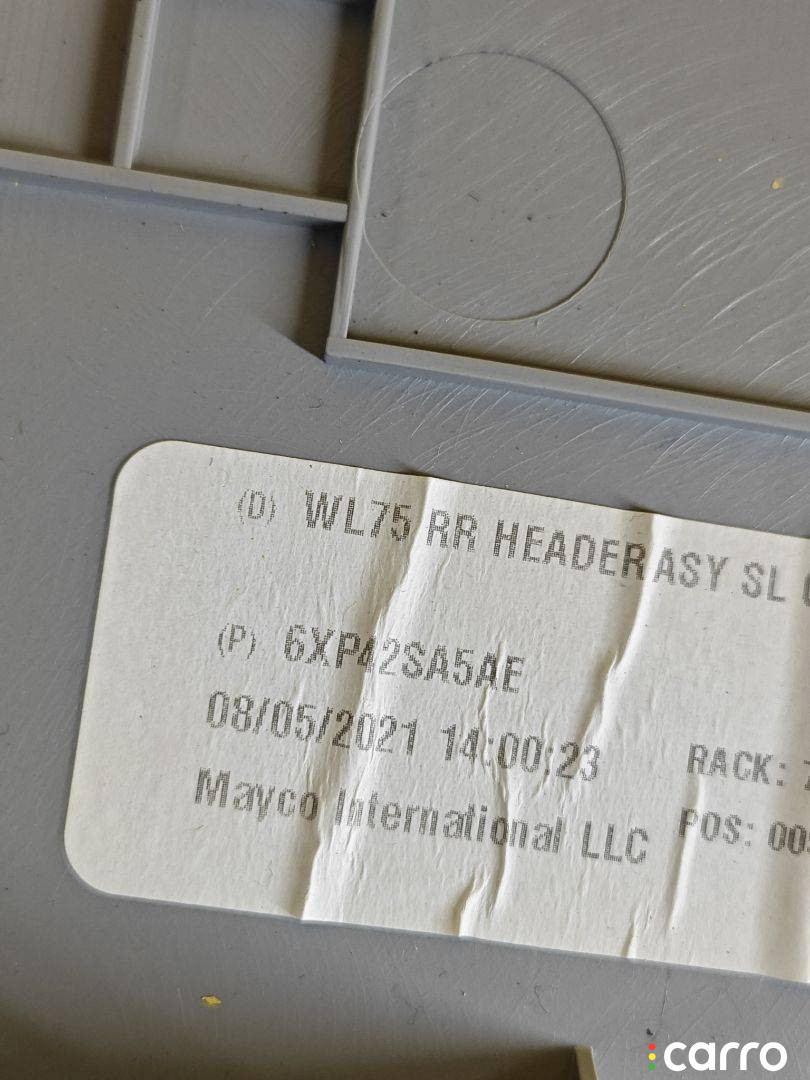 (D) WL75 RR HEADER ASY SL
(P) 6XP42SA5AE
08/05/2021 14:00:23
RACK:
Mayco International LLC
POS:
carro